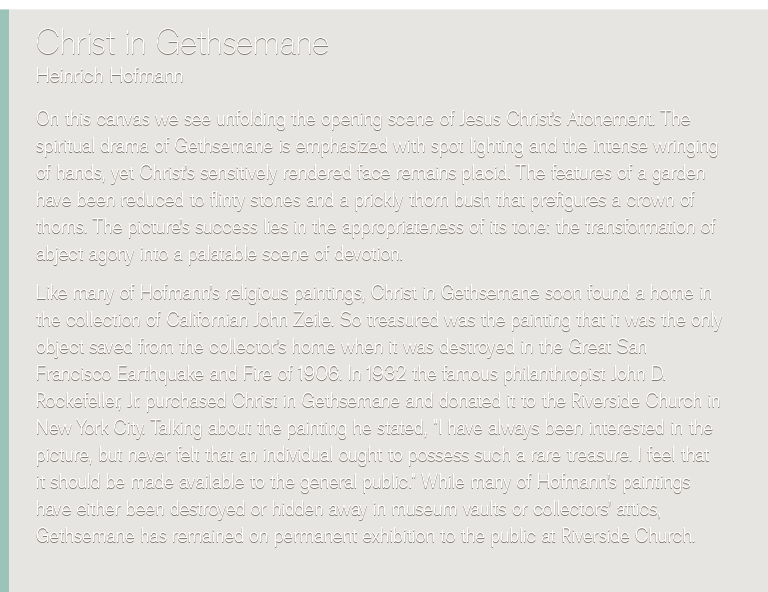 Christ in Gethsemane
Heinrich Hofmann
On this canvas we see unfolding the opening scene of Jesus Christ's Atonement. The
spiritual drama of Gethsemane is emphasized with spot lighting and the intense wringing
of hands, yet Christ's sensitively rendered face remains placid. The features of a garden
have been reduced to flinty stones and a prickly thorn bush that prefigures a crown of
thorns. The picture's success lies in the appropriateness of its tone: the transformation of
abject agony into a palatable scene of devotion.
Like many of Hofmann's religious paintings, Christ in Gethsemane soon found a home in
the collection of Californian John Zeile. So treasured was the painting that it was the only
object saved from the collector's home when it was destroyed in the Great San
Francisco Earthquake and Fire of 1906. In 1932 the famous philanthropist John D.
Rockefeller, Jr. purchased Christ in Gethsemane and donated it to the Riverside Church in
New York City. Talking about the painting he stated, "I have always been interested in the
picture, but never felt that an individual ought to possess such a rare treasure. I feel that
it should be made available to the general public." While many of Hofmann's paintings
have either been destroyed or hidden away in museum vaults or collectors' attics,
Gethsemane has remained on permanent exhibition to the public at Riverside Church.